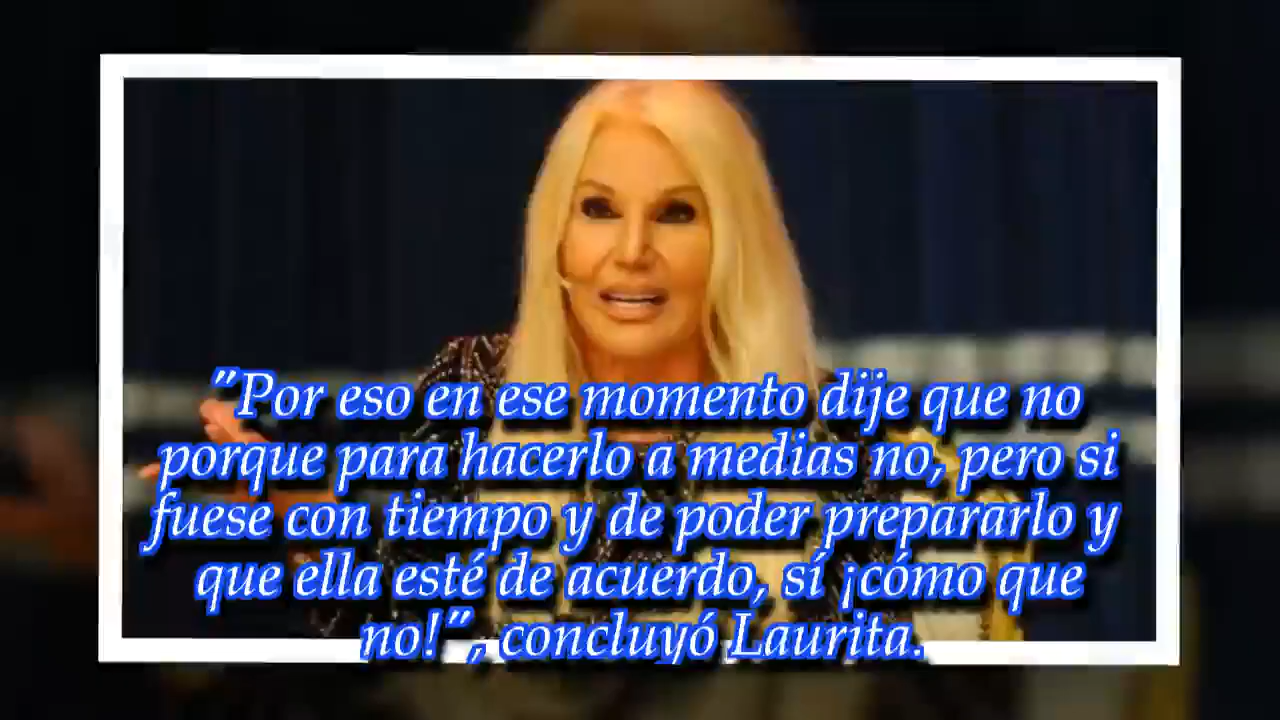 "Por eso en ese momento dije que no
porque para hacerlo a medias no, pero si
fuese con tiempo y de poder prepararlo y
que ella esté de acuerdo, sí ¡cómo que
no!", concluyó Laurita.